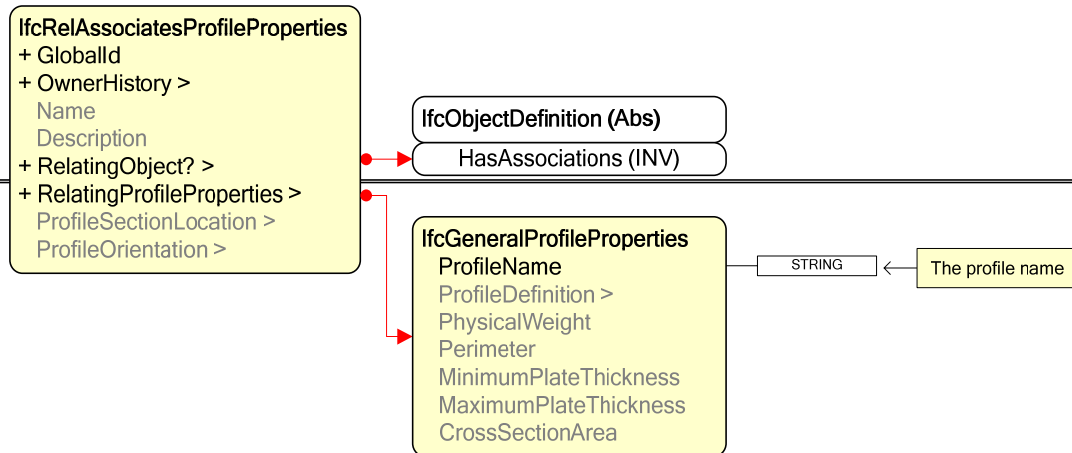 IfcRelAssociatesProfileProperties
+ GlobalId
+ OwnerHistory >
Name
Description
+ RelatingObject? >
+ RelatingProfileProperties >
ProfileSectionLocation >
ProfileOrientation >
IfcObjectDefinition (Abs)
HasAssociations (INV)
IfcGeneralProfileProperties
ProfileName
ProfileDefinition >
PhysicalWeight
Perimeter
MinimumPlateThickness
MaximumPlateThickness
CrossSectionArea
STRING
The profile name